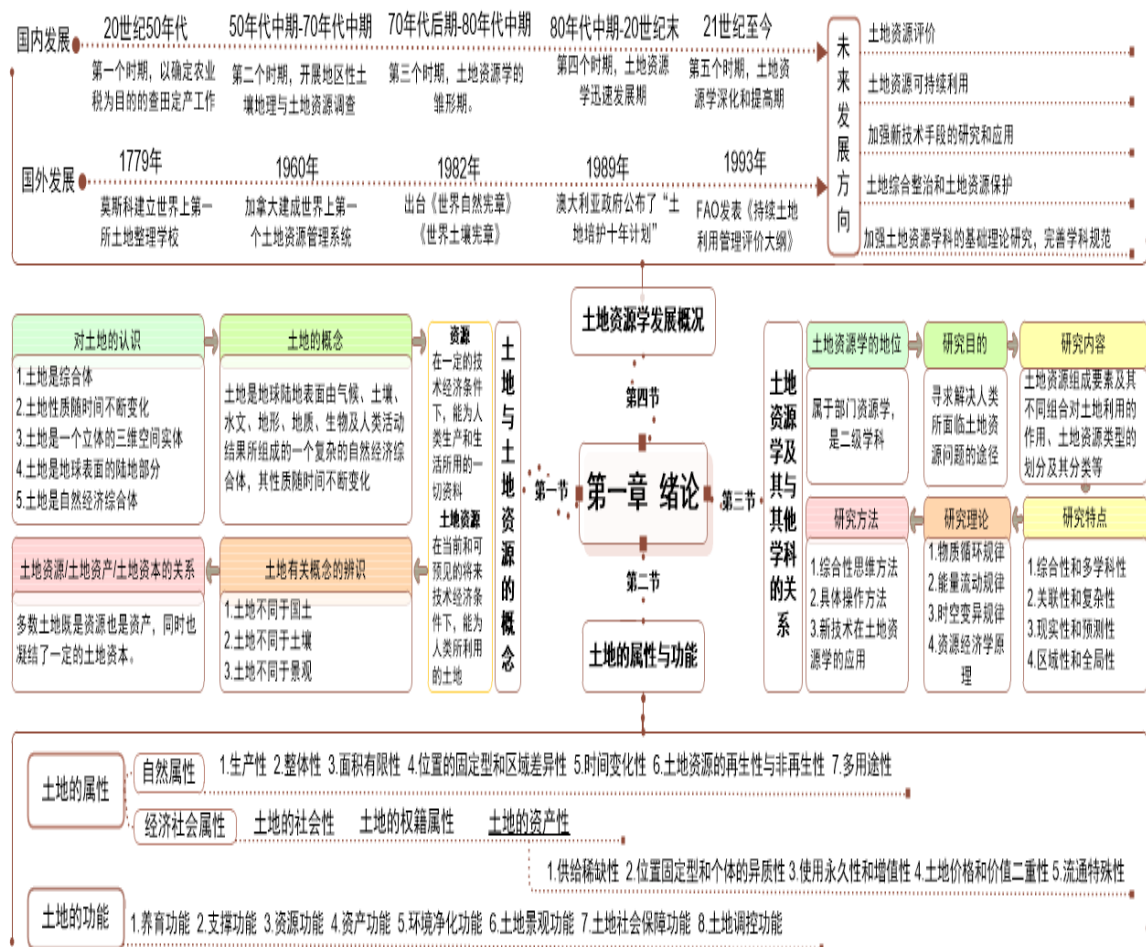 国内发展
20世纪50年代
第一个时期，以确定农业
税为目的的查田定产工作
50年代中期-70年代中期
第二个时期，开展地区性土
壤地理与土地资源调查
70年代后期-80年代中期
第三个时期，土地资源学的
雏形期。
80年代中期-20世纪末
第四个时期，土地资源
学迅速发展期
21世纪至今
第五个时期，土地资
源学深化和提高期
国外发展
1779年
莫斯科建立世界上第一
所土地整理学校
1960年
加拿大建成世界上第一
个土地资源管理系统
1982年
出台《世界自然宪章》
《世界土壤宪章》
1989年
澳大利亚政府公布了“土
地培护十年计划”
1993年
FAO发表《持续土地
利用管理评价大纲》
未来发展方向
土地资源评价
土地资源可持续利用
加强新技术手段的研究和应用
土地综合整治和土地资源保护
加强土地资源学科的基础理论研究，完善学科规范
土地资源学发展概况
第四节
第一章 绪论
第一节
土地与土地资源的概念
对土地的认识
1.土地是综合体
2.土地性质随时间不断变化
3.土地是一个立体的三维空间实体
4.土地是地球表面的陆地部分
5.土地是自然经济综合体
土地的概念
土地是地球陆地表面由气候、土壤、
水文、地形、地质、生物及人类活动
结果所组成的一个复杂的自然经济综
合体，其性质随时间不断变化
资源
在一定的技
术经济条件
下，能为人
类生产和生
活所用的一
切资料
土地资源
在当前和可
预见的将来
技术经济条
件下，能为
人类所利用
的土地
土地有关概念的辨识
1.土地不同于国土
2.土地不同于土壤
3.土地不同于景观
土地资源/土地资产/土地资本的关系
多数土地既是资源也是资产，同时也
凝结了一定的土地资本。
第三节
土地资源学及其与其他学科的关系
土地资源学的地位
属于部门资源学，
是二级学科
研究目的
寻求解决人类
所面临土地资
源问题的途径
研究内容
土地资源组成要素及其
不同组合对土地利用的
作用、土地资源类型的
划分及其分类等
研究特点
1.综合性和多学科性
2.关联性和复杂性
3.现实性和预测性
4.区域性和全局性
研究理论
1.物质循环规律
2.能量流动规律
3.时空变异规律
4.资源经济学原
理
研究方法
1.综合性思维方法
2.具体操作方法
3.新技术在土地资
源学的应用
第二节
土地的属性与功能
土地的属性
自然属性
1.生产性 2.整体性 3.面积有限性 4.位置的固定型和区域差异性 5.时间变化性 6.土地资源的再生性与非再生性 7.多用途性
经济社会属性
土地的社会性 土地的权籍属性 土地的资产性
1.供给稀缺性 2.位置固定型和个体的异质性 3.使用永久性和增值性 4.土地价格和价值二重性 5.流通特殊性
土地的功能
1.养育功能 2.支撑功能 3.资源功能 4.资产功能 5.环境净化功能 6.土地景观功能 7.土地社会保障功能 8.土地调控功能